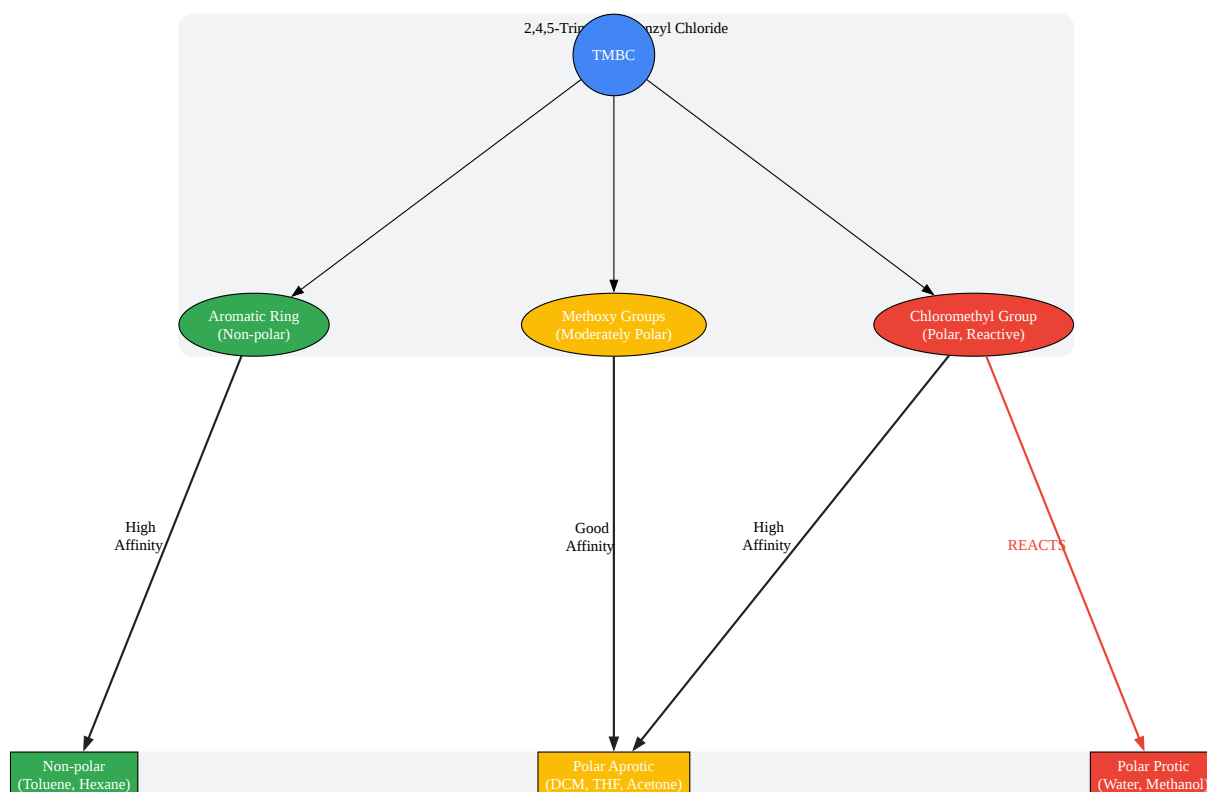 2,4,5-Trim nzyl Chloride
TMBC
Aromatic Ring
(Non-polar)
Methoxy Groups
(Moderately Polar)
Chloromethyl Group
(Polar, Reactive)
High
Affinity
Good
Affinity
High
Affinity
REACTS
Non-polar
(Toluene, Hexane)
Polar Aprotic
(DCM, THF, Acetone)
Polar Protic
(Water, Methanol)